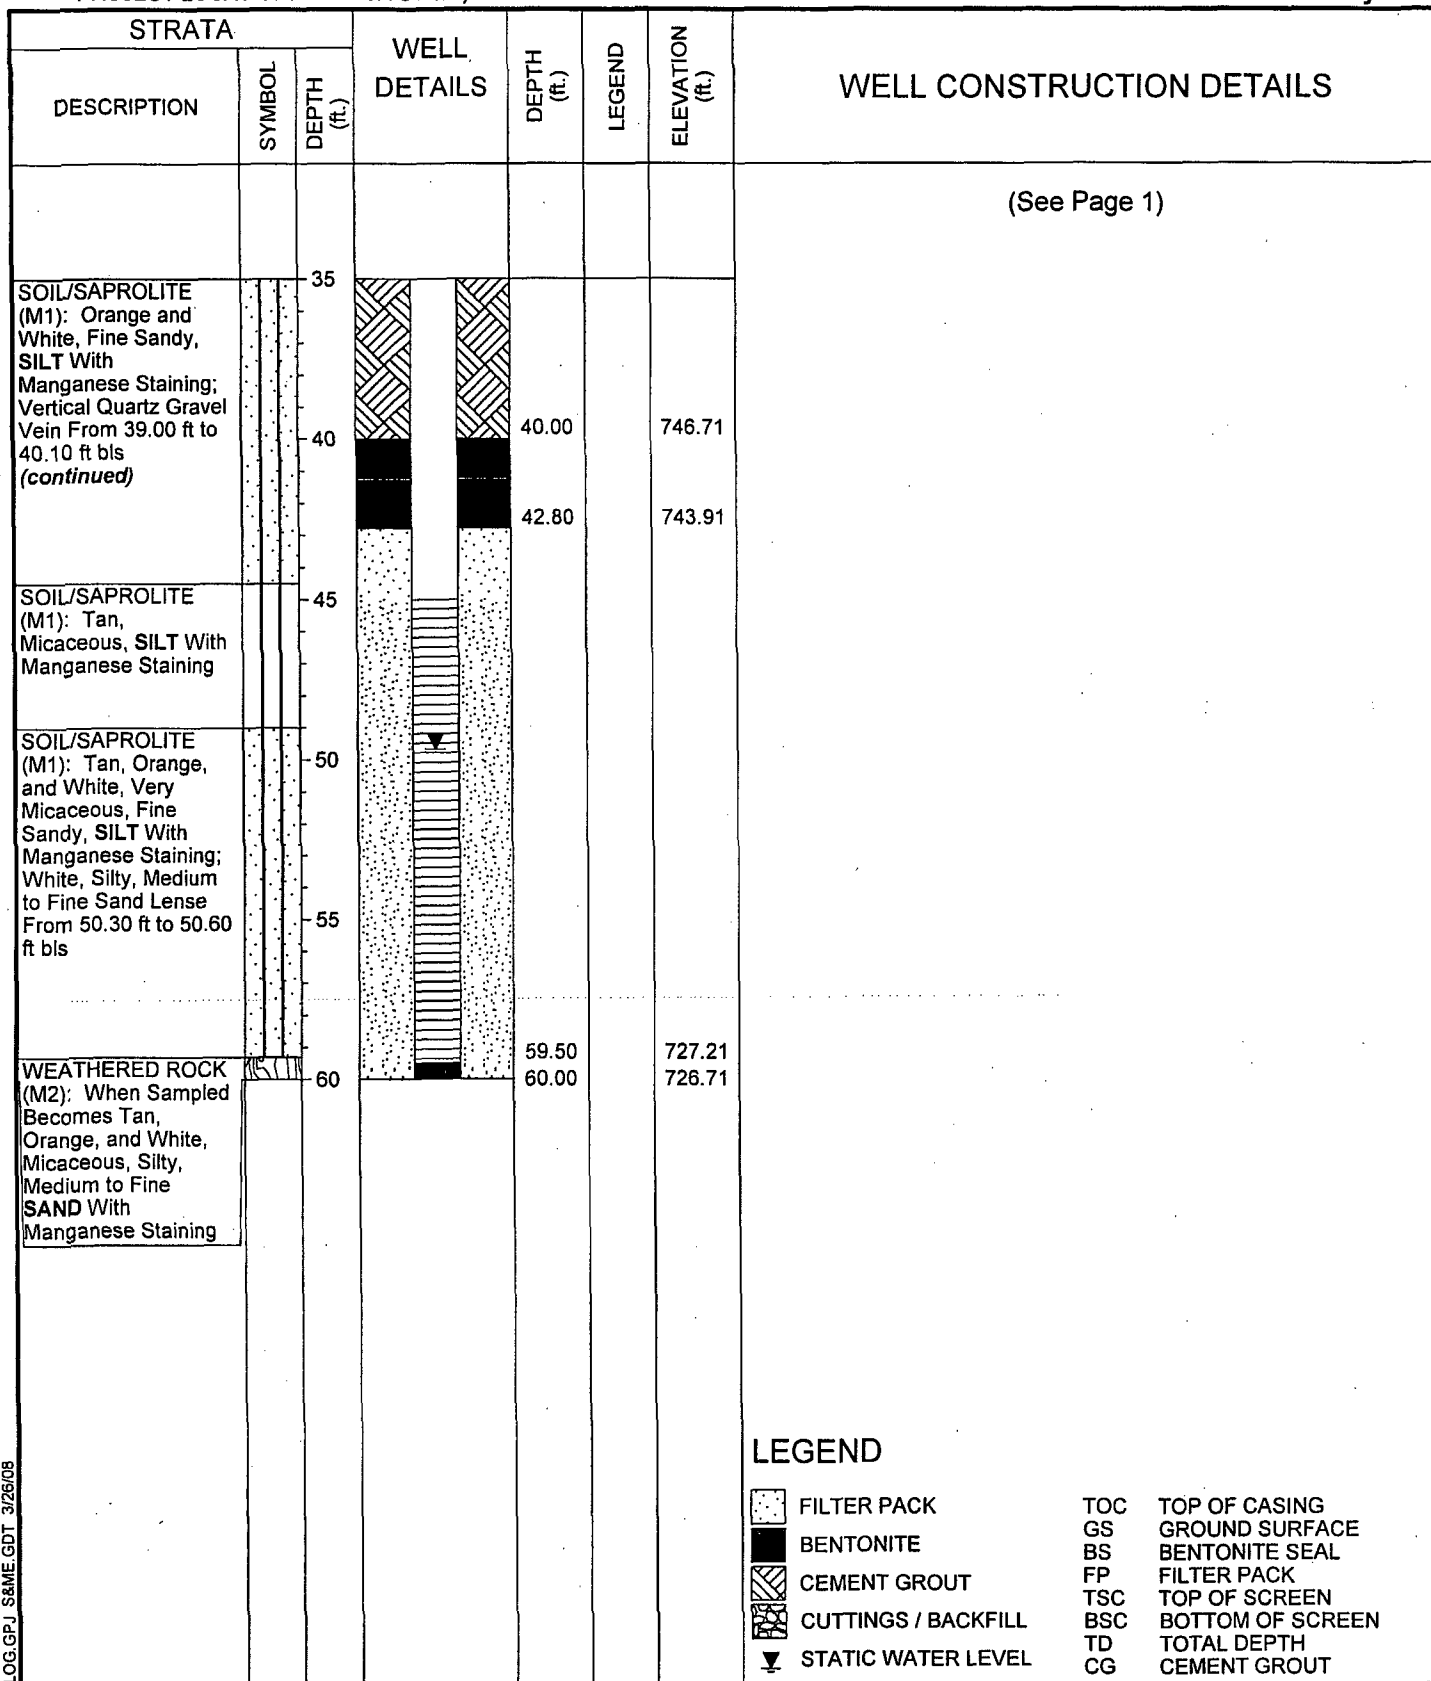 STRATA
WELL
DETAILS
DESCRIPTION
SYMBOL
DEPTH
(ft.)
DEPTH
(ft.)
LEGEND
ELEVATION
(ft.)
WELL CONSTRUCTION DETAILS
(See Page 1)
35
SOIL/SAPROLITE
(M1): Orange and
White, Fine Sandy,
SILT With
Manganese Staining;
Vertical Quartz Gravel
Vein From 39.00 ft to
40.10 ft bls
(continued)
40
40.00 746.71
42.80 743.91
SOIL/SAPROLITE
(M1): Tan,
Micaceous, SILT With
Manganese Staining
45
SOIL/SAPROLITE
(M1): Tan, Orange,
and White, Very
Micaceous, Fine
Sandy, SILT With
Manganese Staining;
White, Silty, Medium
to Fine Sand Lense
From 50.30 ft to 50.60
ft bls
50
55
59.50 727.21
60
60.00 726.71
WEATHERED ROCK
(M2): When Sampled
Becomes Tan,
Orange, and White,
Micaceous, Silty,
Medium to Fine
SAND With
Manganese Staining
LEGEND
FILTER PACK
BENTONITE
CEMENT GROUT
CUTTINGS / BACKFILL
STATIC WATER LEVEL
TOC TOP OF CASING
GS GROUND SURFACE
BS BENTONITE SEAL
FP FILTER PACK
TSC TOP OF SCREEN
BSC BOTTOM OF SCREEN
TD TOTAL DEPTH
CG CEMENT GROUT
LOG.GPJ S&ME.GDT 3/26/08